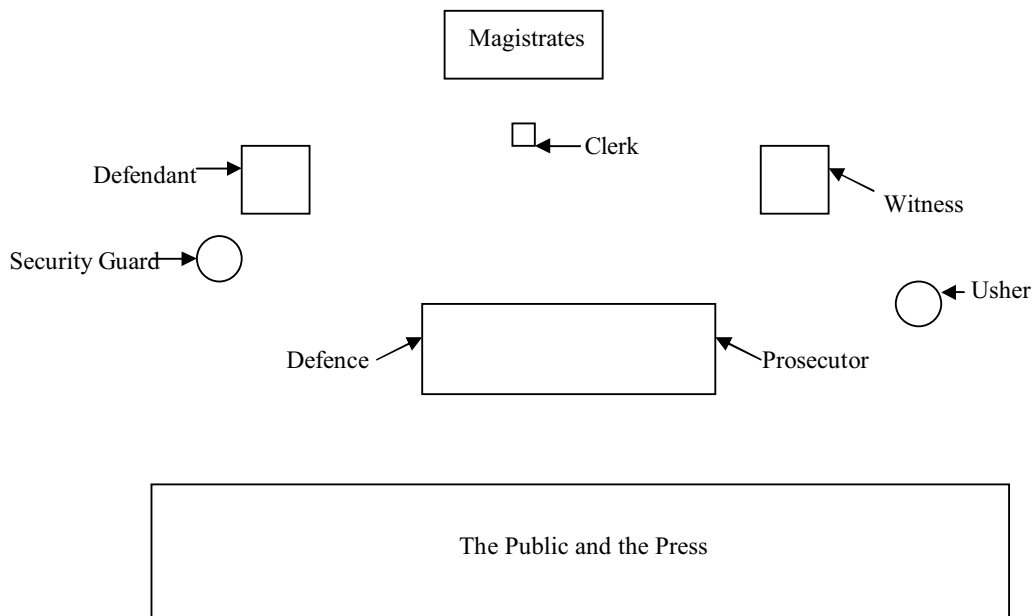 Magistrates
Clerk
Defendant
Witness
Security Guard
Usher
Defence
Prosecutor
The Public and the Press